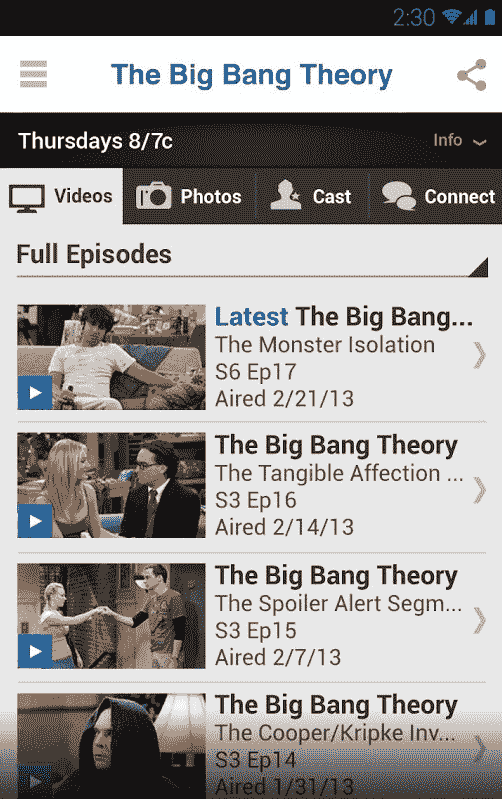 2:30
The Big Bang Theory
Thursdays 8/7c
Info
Videos
Photos
Cast
Connect
Full Episodes
Latest The Big Bang...
The Monster Isolation
S6 Ep17
Aired 2/21/13
The Big Bang Theory
The Tangible Affection ...
S3 Ep16
Aired 2/14/13
The Big Bang Theory
The Spoiler Alert Segm...
S3 Ep15
Aired 2/7/13
The Big Bang Theory
The Cooper/Kripke Inv...
S3 Ep14
Aired 1/31/13